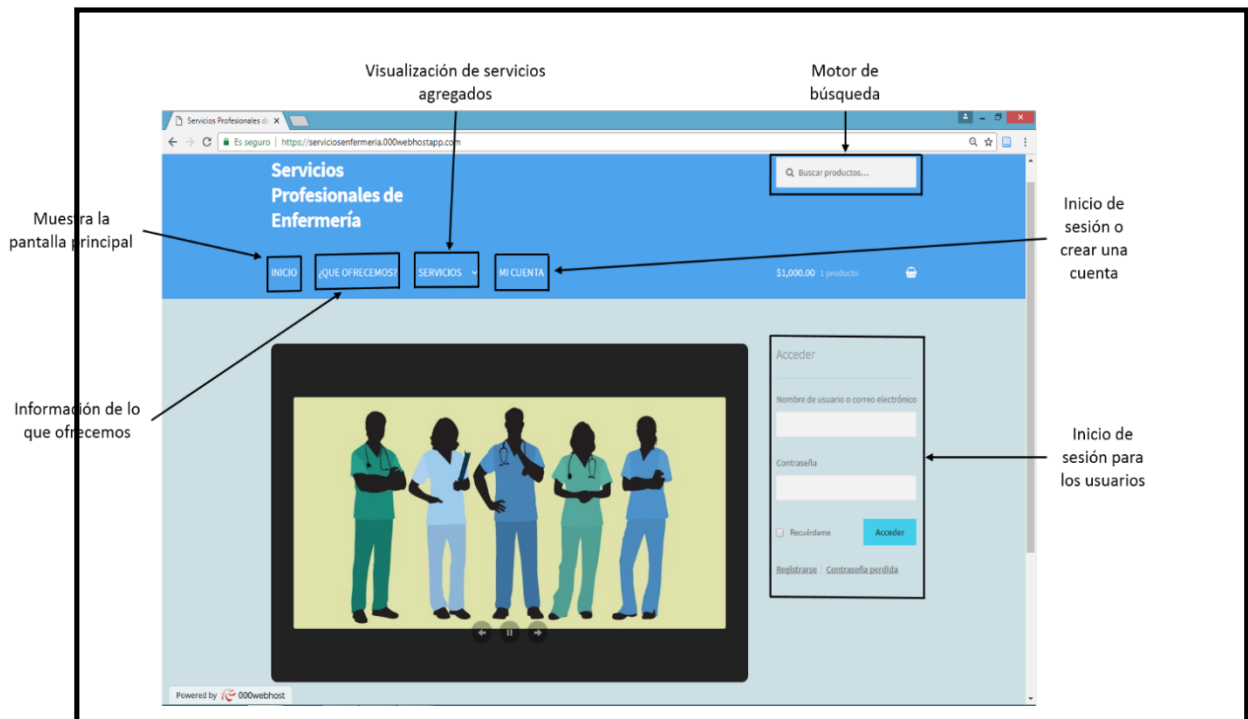 Visualización de servicios
agregados
Motor de
búsqueda
Servicios Profesionales de
Es seguro | https://serviciosenfermeria.000webhostapp.com
Servicios
Profesionales de
Enfermería
Buscar productos...
Muestra la
pantalla principal
Inicio de
sesión o
crear una
cuenta
INICIO
¿QUE OFRECEMOS?
SERVICIOS
MI CUENTA
$1,000.00 1 producto
Acceder
Nombre de usuario o correo electrónico
Información de lo
que ofrecemos
Contraseña
Inicio de
sesión para
los usuarios
Recuérdame
Acceder
Registrarse | Contraseña perdida
Powered by 000webhost